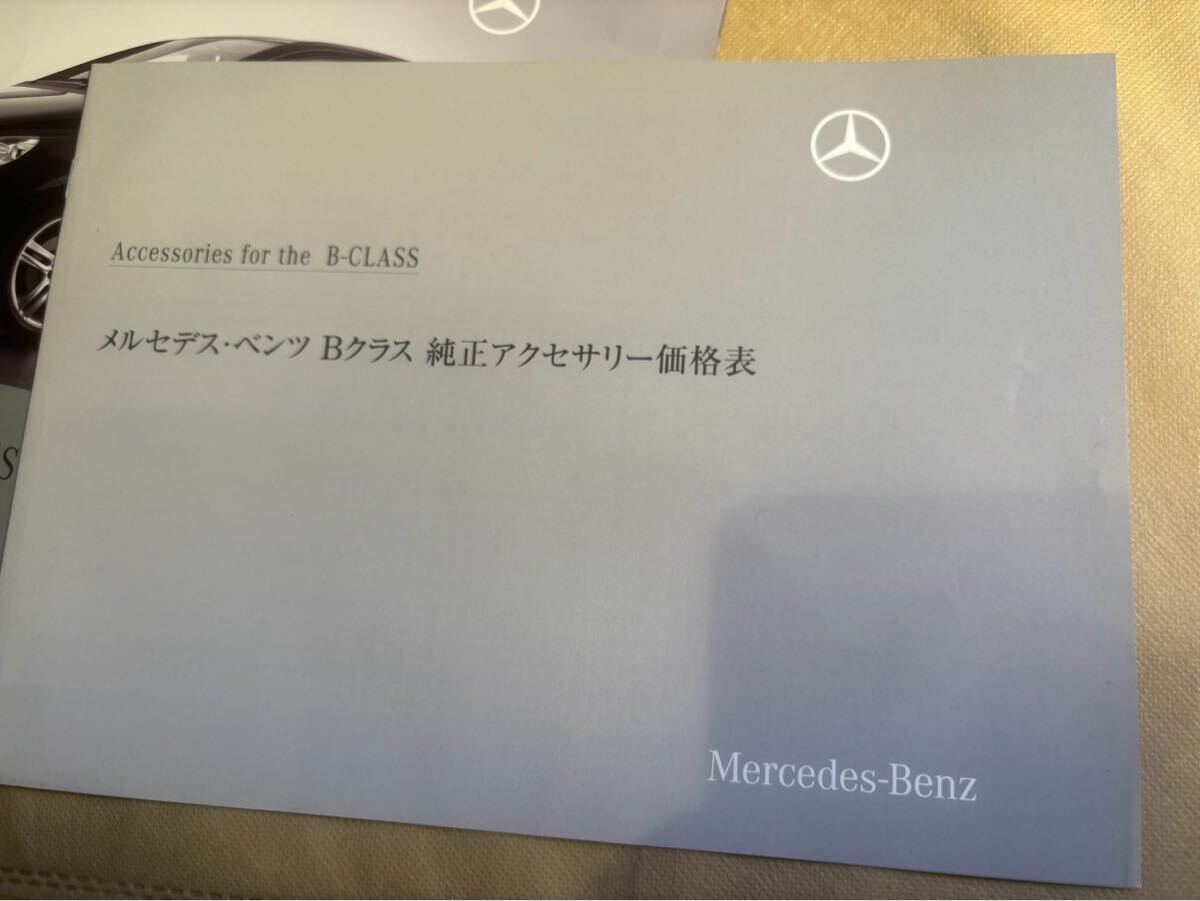 Accessories for the B-CLASS
メルセデス・ベンツ Bクラス 純正アクセサリー価格表
Mercedes-Benz